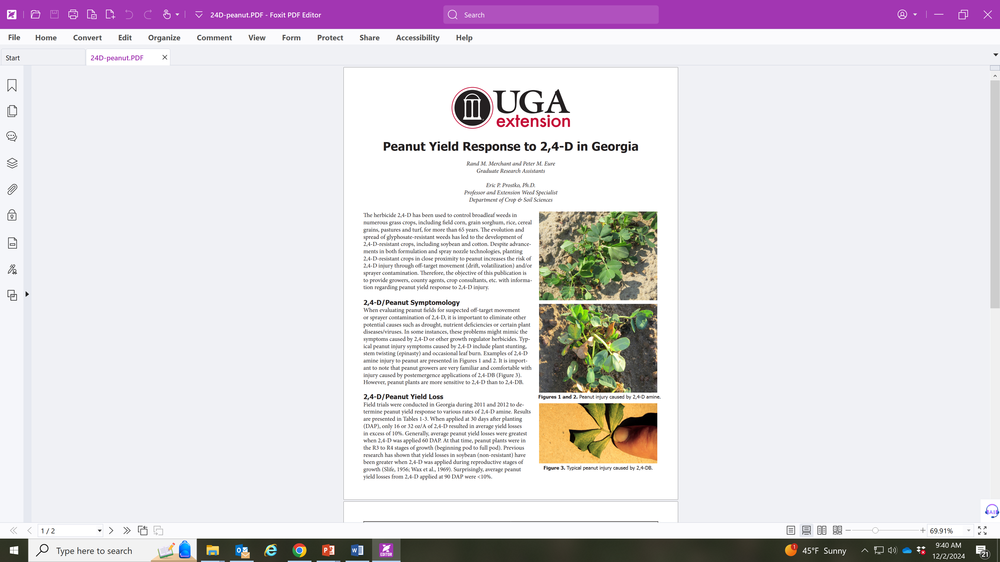 24D-peanut.PDF - Foxit PDF Editor
Search
File Home Convert Edit Organize Comment View Form Protect Share Accessibility Help
Start
24D-peanut.PDF
UGA
extension
Peanut Yield Response to 2,4-D in Georgia
Rand M. Merchant and Peter M. Eure
Graduate Research Assistants
Eric P. Prostko, Ph.D.
Professor and Extension Weed Specialist
Department of Crop & Soil Sciences
The herbicide 2,4-D has been used to control broadleaf weeds in
numerous grass crops, including field corn, grain sorghum, rice, cereal
grains, pastures and turf, for more than 65 years. The evolution and
spread of glyphosate-resistant weeds has led to the development of
2,4-D-resistant crops, including soybean and cotton. Despite advance-
ments in both formulation and spray nozzle technologies, planting
2,4-D-resistant crops in close proximity to peanut increases the risk of
2,4-D injury through off-target movement (drift, volatilization) and/or
sprayer contamination. Therefore, the objective of this publication is
to provide growers, county agents, crop consultants, etc. with informa-
tion regarding peanut yield response to 2,4-D injury.
2,4-D/Peanut Symptomology
When evaluating peanut fields for suspected off-target movement
or sprayer contamination of 2,4-D, it is important to eliminate other
potential causes such as drought, nutrient deficiencies or certain plant
diseases/viruses. In some instances, these problems might mimic the
symptoms caused by 2,4-D or other growth regulator herbicides. Typ-
ical peanut injury symptoms caused by 2,4-D include plant stunting,
stem twisting (epinasty) and occasional leaf burn. Examples of 2,4-D
amine injury to peanut are presented in Figures 1 and 2. It is import-
ant to note that peanut growers are very familiar and comfortable with
injury caused by postemergence applications of 2,4-DB (Figure 3).
However, peanut plants are more sensitive to 2,4-D than to 2,4-DB.
2,4-D/Peanut Yield Loss
Field trials were conducted in Georgia during 2011 and 2012 to de-
termine peanut yield response to various rates of 2,4-D amine. Results
are presented in Tables 1-3. When applied at 30 days after planting
(DAP), only 16 or 32 oz/A of 2,4-D resulted in average yield losses
in excess of 10%. Generally, average peanut yield losses were greatest
when 2,4-D was applied 60 DAP. At that time, peanut plants were in
the R3 to R4 stages of growth (beginning pod to full pod). Previous
research has shown that yield losses in soybean (non-resistant) have
been greater when 2,4-D was applied during reproductive stages of
growth (Slife, 1956; Wax et al., 1969). Surprisingly, average peanut
yield losses from 2,4-D applied at 90 DAP were <10%.
Figures 1 and 2. Peanut injury caused by 2,4-D amine.
Figure 3. Typical peanut injury caused by 2,4-DB.
AI
1 / 2
69.91%
Type here to search
EDITOR
1
45°F Sunny
9:40 AM
12/2/2024
21